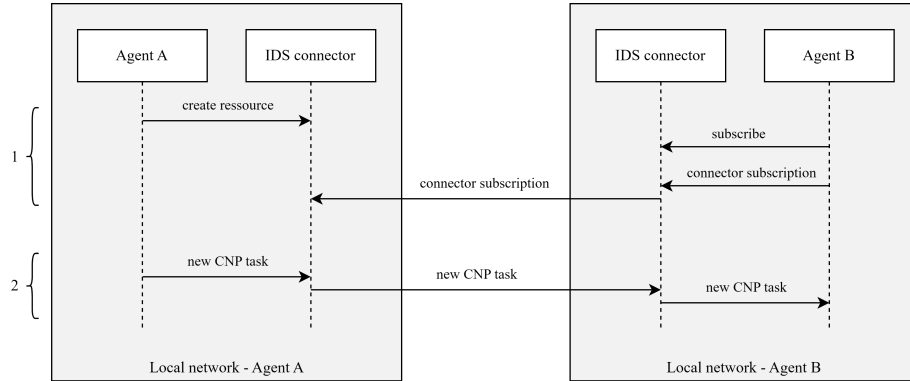 Agent A
IDS connector
IDS connector
Agent B
create ressource
subscribe
1
connector subscription
connector subscription
new CNP task
new CNP task
2
new CNP task
Local network - Agent A
Local network - Agent B